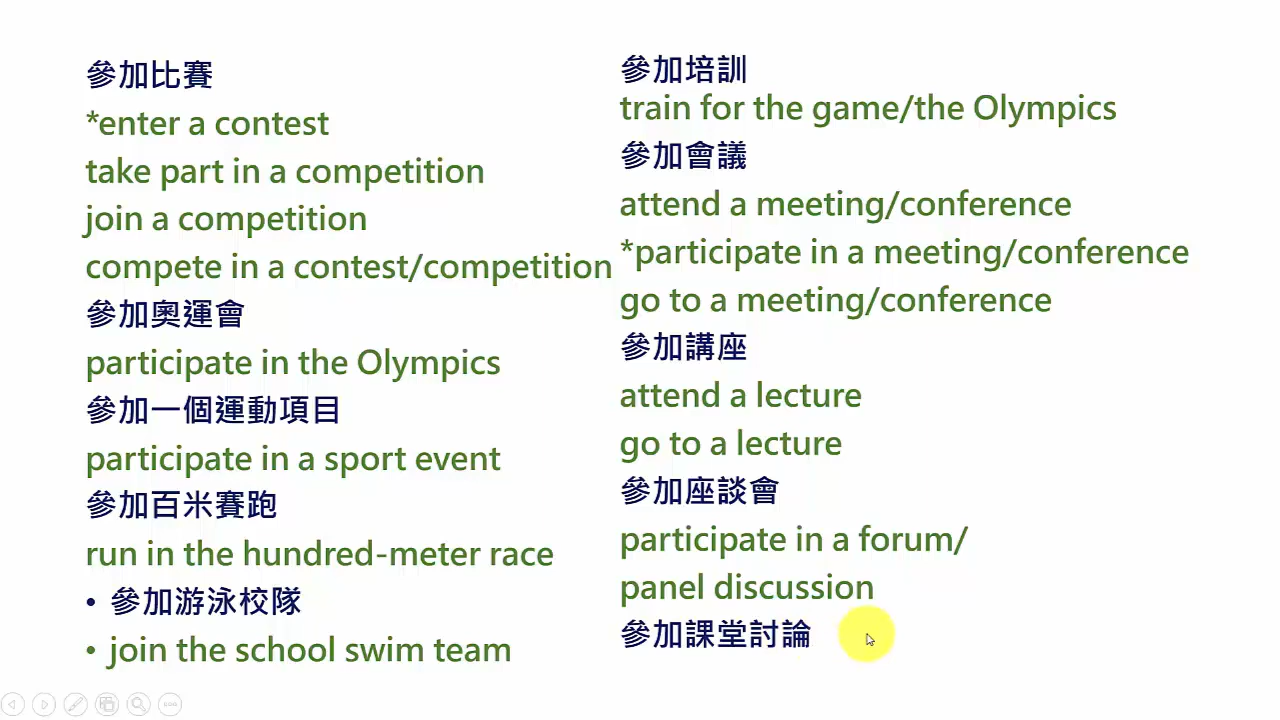 參加比賽
*enter a contest
take part in a competition
join a competition
compete in a contest/competition
參加奧運會
participate in the Olympics
參加一個運動項目
participate in a sport event
參加百米賽跑
run in the hundred-meter race
• 參加游泳校隊
• join the school swim team
參加培訓
train for the game/the Olympics
參加會議
attend a meeting/conference
*participate in a meeting/conference
go to a meeting/conference
參加講座
attend a lecture
go to a lecture
參加座談會
participate in a forum/
panel discussion
參加課堂討論